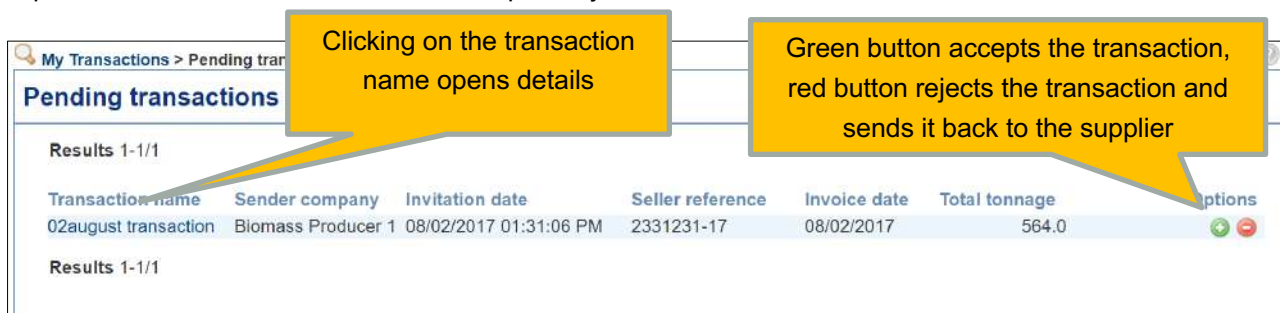 Clicking on the transaction
name opens details
Green button accepts the transaction,
red button rejects the transaction and
sends it back to the supplier
My Transactions > Pending tran
Pending transactions
Results 1-1/1
Transaction name Sender company Invitation date Seller reference Invoice date Total tonnage Options
02august transaction Biomass Producer 1 08/02/2017 01:31:06 PM 2331231-17 08/02/2017 564.0
Results 1-1/1